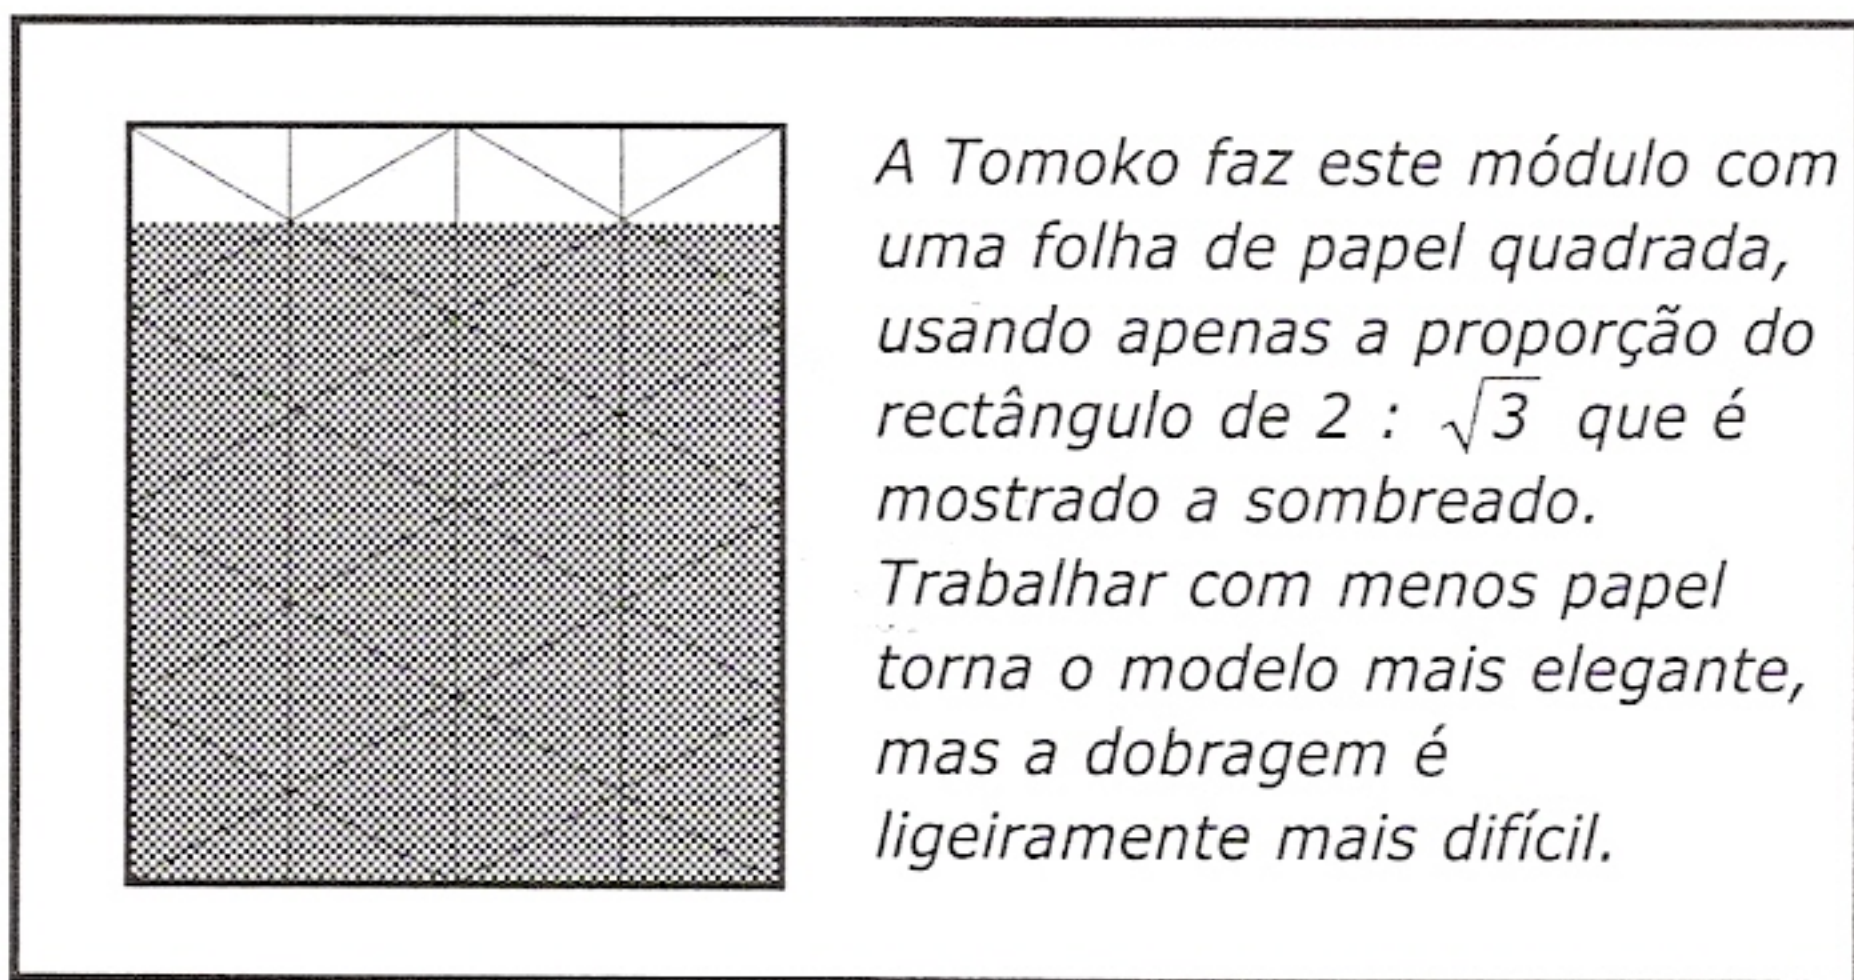 A Tomoko faz este módulo com
uma folha de papel quadrada,
usando apenas a proporção do
rectângulo de 2 : √3 que é
mostrado a sombreado.
Trabalhar com menos papel
torna o modelo mais elegante,
mas a dobragem é
ligeiramente mais difícil.